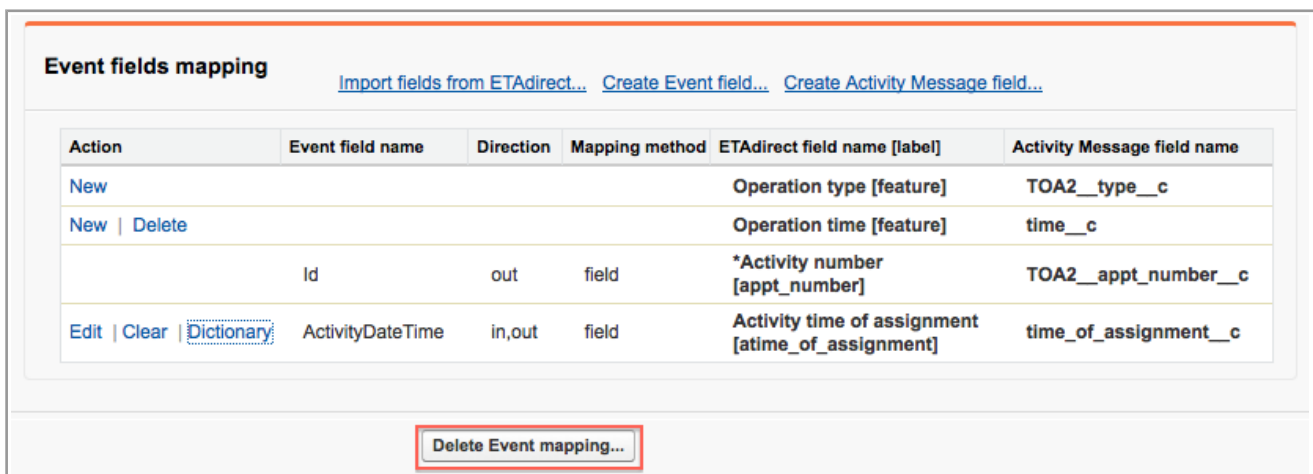 Event fields mapping
Import fields from ETAdirect... Create Event field... Create Activity Message field...
Action Event field name Direction Mapping method ETAdirect field name [label] Activity Message field name
New Operation type [feature] TOA2__type__c
New | Delete Operation time [feature] time__c
Id out field *Activity number [appt_number] TOA2__appt_number__c
Edit | Clear | Dictionary ActivityDateTime in,out field Activity time of assignment [atime_of_assignment] time_of_assignment__c
Delete Event mapping...